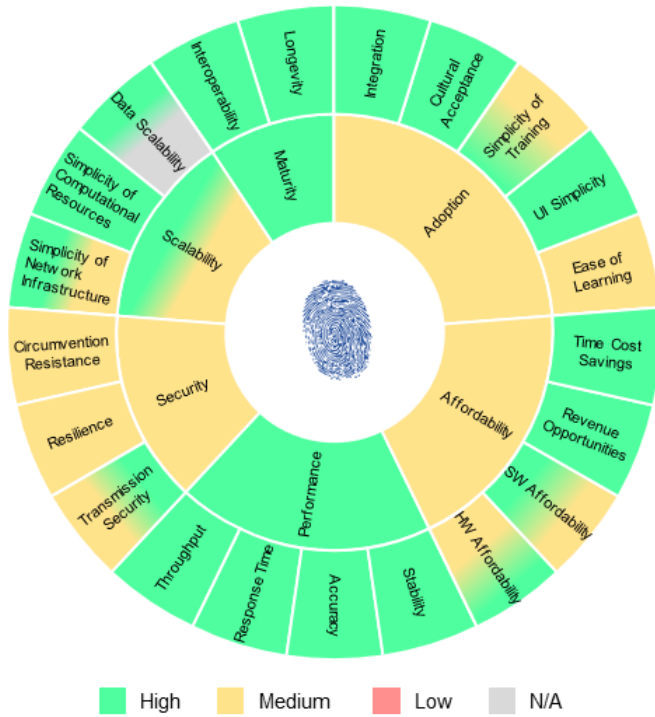 Integration
Cultural
Acceptance
Simplicity of
Training
UI Simplicity
Ease of
Learning
Time Cost
Savings
Revenue
Opportunities
SW Affordability
HW Affordability
Stability
Accuracy
Response Time
Throughput
Transmission
Security
Resilience
Circumvention
Resistance
Simplicity of
Network
Infrastructure
Simplicity of
Computational
Resources
Data Scalability
Interoperability
Longevity
Adoption
Affordability
Performance
Security
Scalability
Maturity
High
Medium
Low
N/A